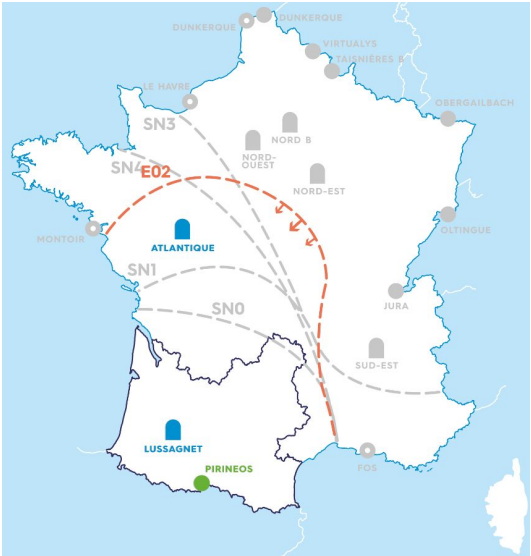 DUNKERQUE
DUNKERQUE
VIRTUALYS
TAISNIÈRES B
LE HAVRE
OBERGAILBACH
SN3
NORD B
NORD-
OUEST
SN4
E02
NORD-EST
MONTOIR
ATLANTIQUE
OLTINGUE
SN1
SN0
JURA
SUD-EST
LUSSAGNET
PIRINEOS
FOS